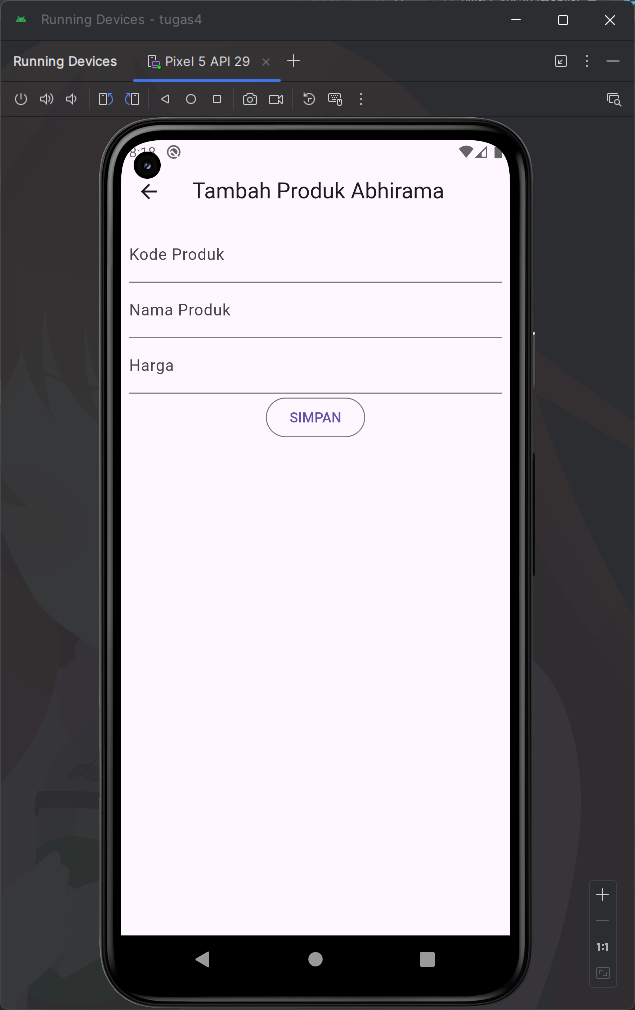 Running Devices - tugas4
Running Devices
Pixel 5 API 29
8:18
Tambah Produk Abhirama
Kode Produk
Nama Produk
Harga
SIMPAN
1:1